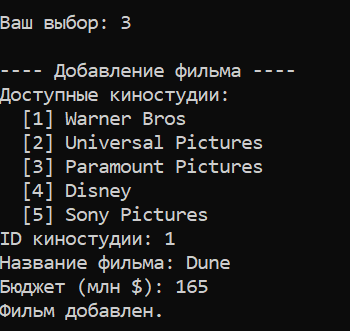 Ваш выбор: 3
---- Добавление фильма ----
Доступные киностудии:
[1] Warner Bros
[2] Universal Pictures
[3] Paramount Pictures
[4] Disney
[5] Sony Pictures
ID киностудии: 1
Название фильма: Dune
Бюджет (млн $): 165
Фильм добавлен.